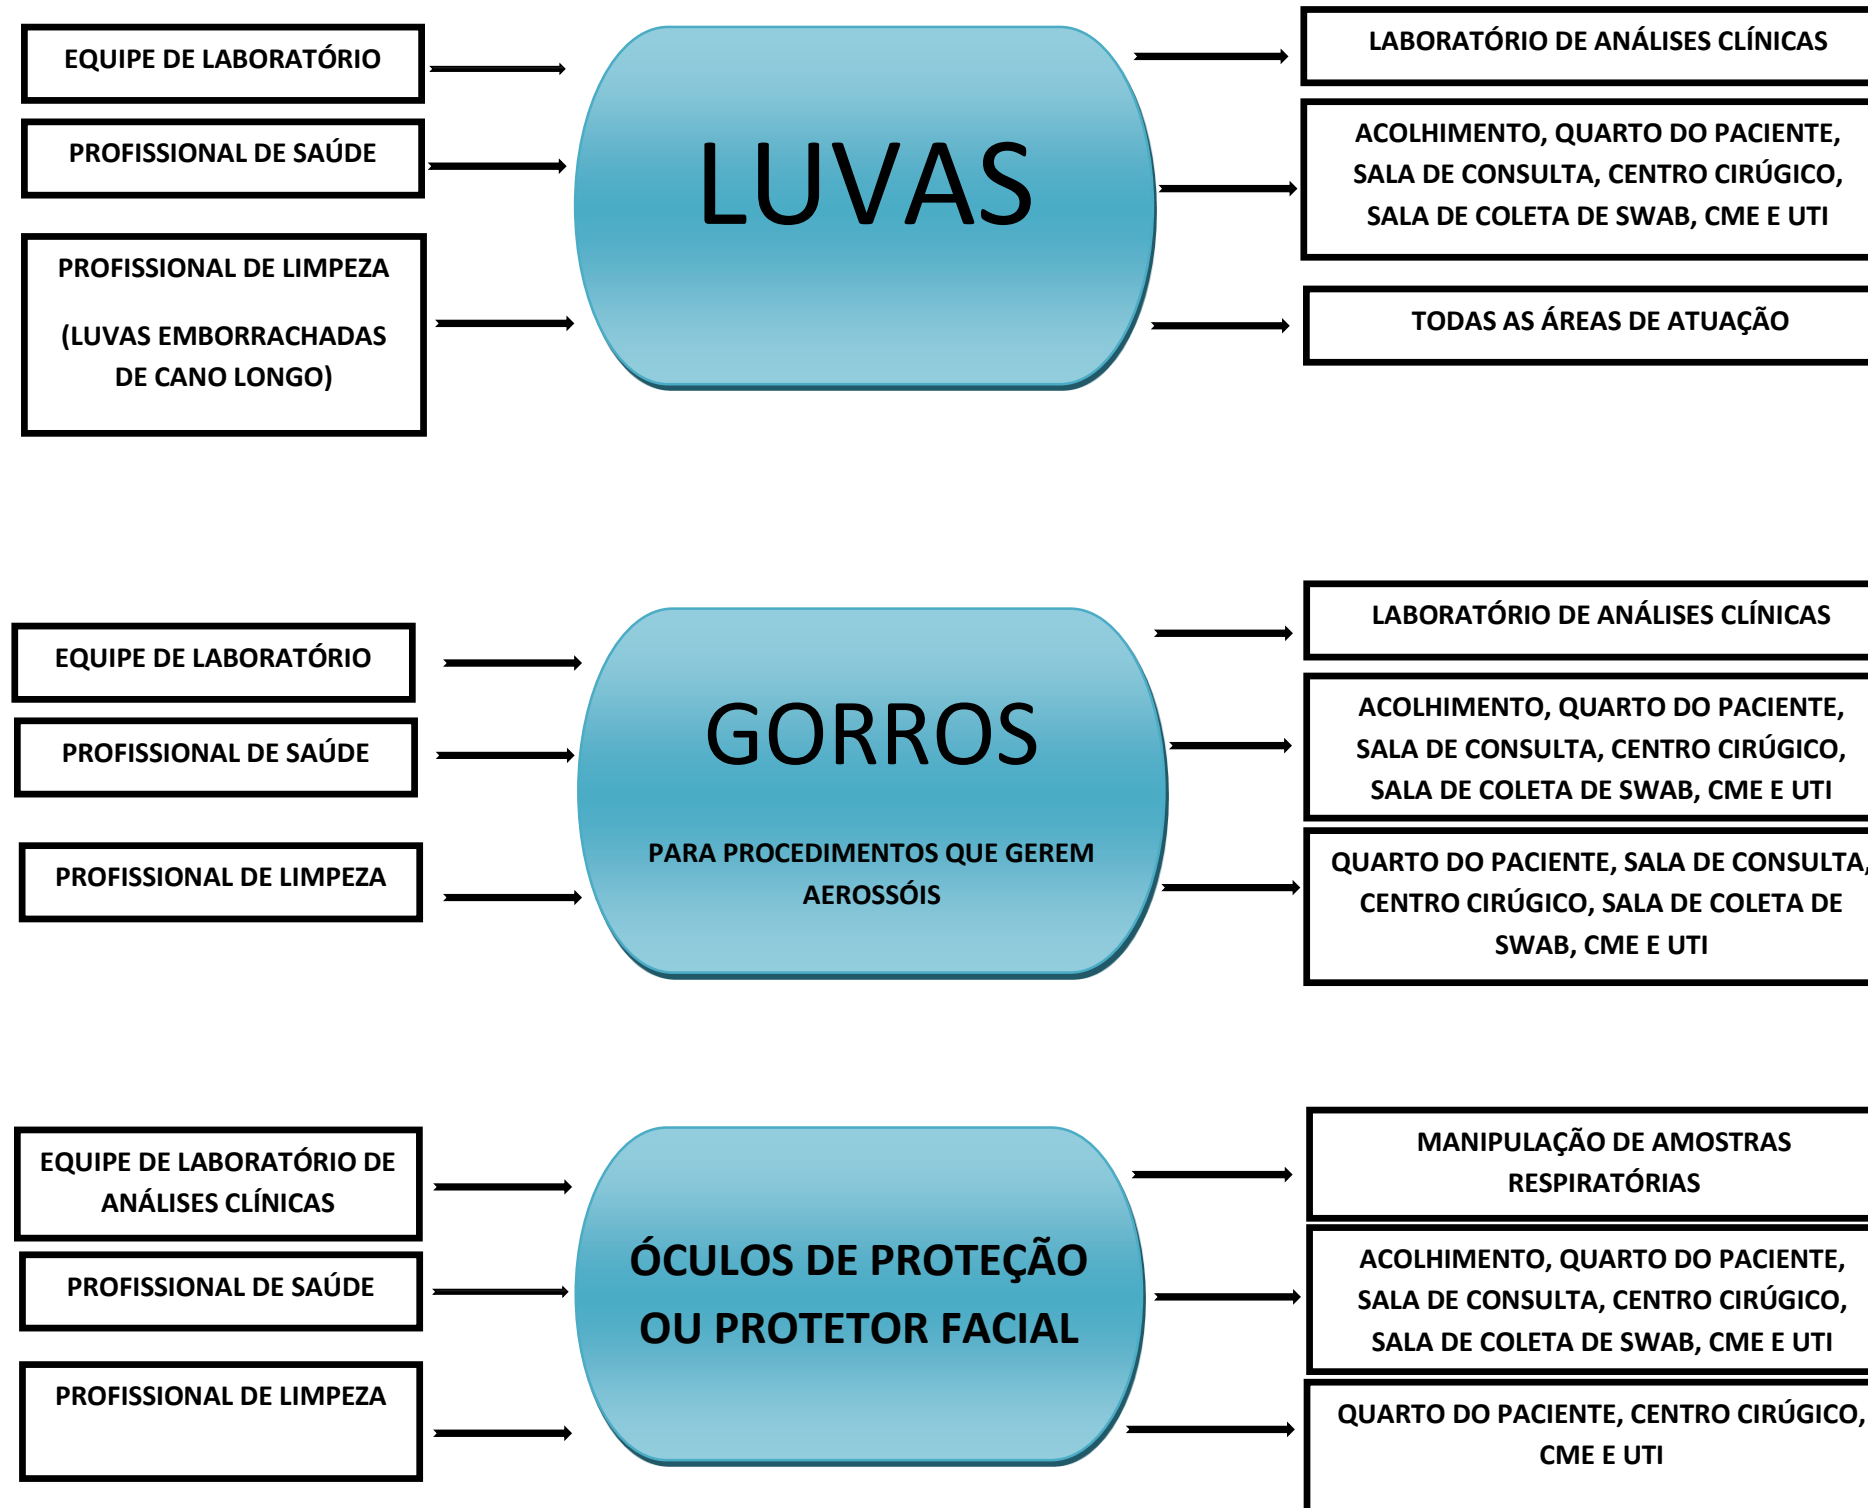 EQUIPE DE LABORATÓRIO
PROFISSIONAL DE SAÚDE
PROFISSIONAL DE LIMPEZA
(LUVAS EMBORRACHADAS
DE CANO LONGO)
LUVAS
LABORATÓRIO DE ANÁLISES CLÍNICAS
ACOLHIMENTO, QUARTO DO PACIENTE,
SALA DE CONSULTA, CENTRO CIRÚGICO,
SALA DE COLETA DE SWAB, CME E UTI
TODAS AS ÁREAS DE ATUAÇÃO
EQUIPE DE LABORATÓRIO
PROFISSIONAL DE SAÚDE
PROFISSIONAL DE LIMPEZA
GORROS
PARA PROCEDIMENTOS QUE GEREM
AEROSSÓIS
LABORATÓRIO DE ANÁLISES CLÍNICAS
ACOLHIMENTO, QUARTO DO PACIENTE,
SALA DE CONSULTA, CENTRO CIRÚGICO,
SALA DE COLETA DE SWAB, CME E UTI
QUARTO DO PACIENTE, SALA DE CONSULTA,
CENTRO CIRÚGICO, SALA DE COLETA DE
SWAB, CME E UTI
EQUIPE DE LABORATÓRIO DE
ANÁLISES CLÍNICAS
PROFISSIONAL DE SAÚDE
PROFISSIONAL DE LIMPEZA
ÓCULOS DE PROTEÇÃO
OU PROTETOR FACIAL
MANIPULAÇÃO DE AMOSTRAS
RESPIRATÓRIAS
ACOLHIMENTO, QUARTO DO PACIENTE,
SALA DE CONSULTA, CENTRO CIRÚGICO,
SALA DE COLETA DE SWAB, CME E UTI
QUARTO DO PACIENTE, CENTRO CIRÚGICO,
CME E UTI